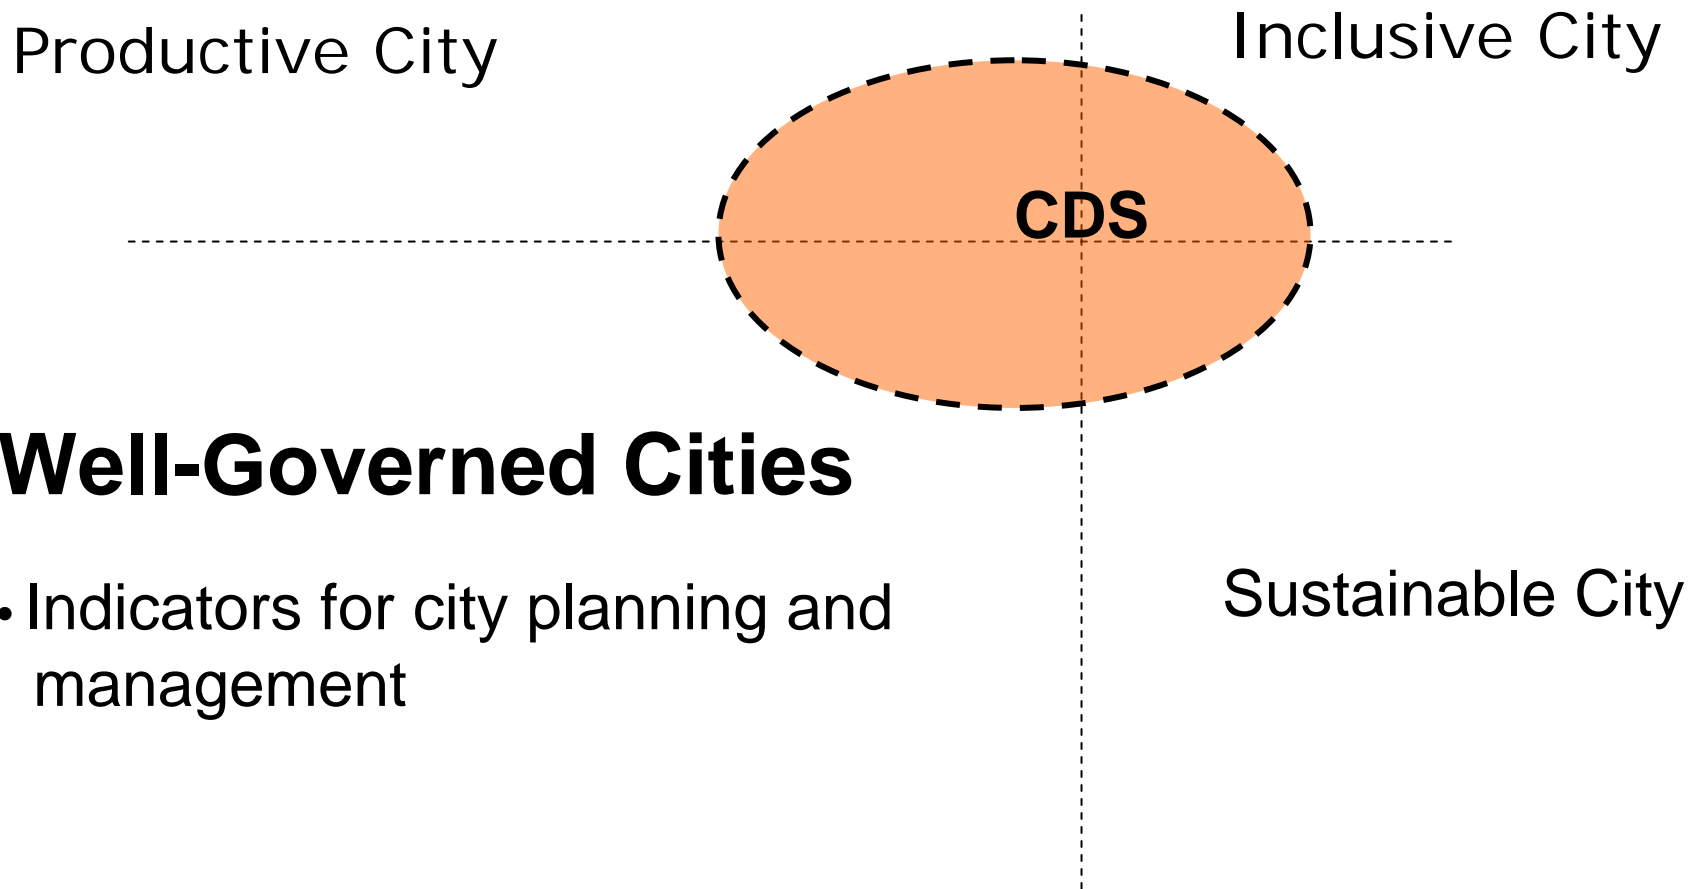 Productive City
Inclusive City
CDS
Well-Governed Cities
• Indicators for city planning and
management
Sustainable City